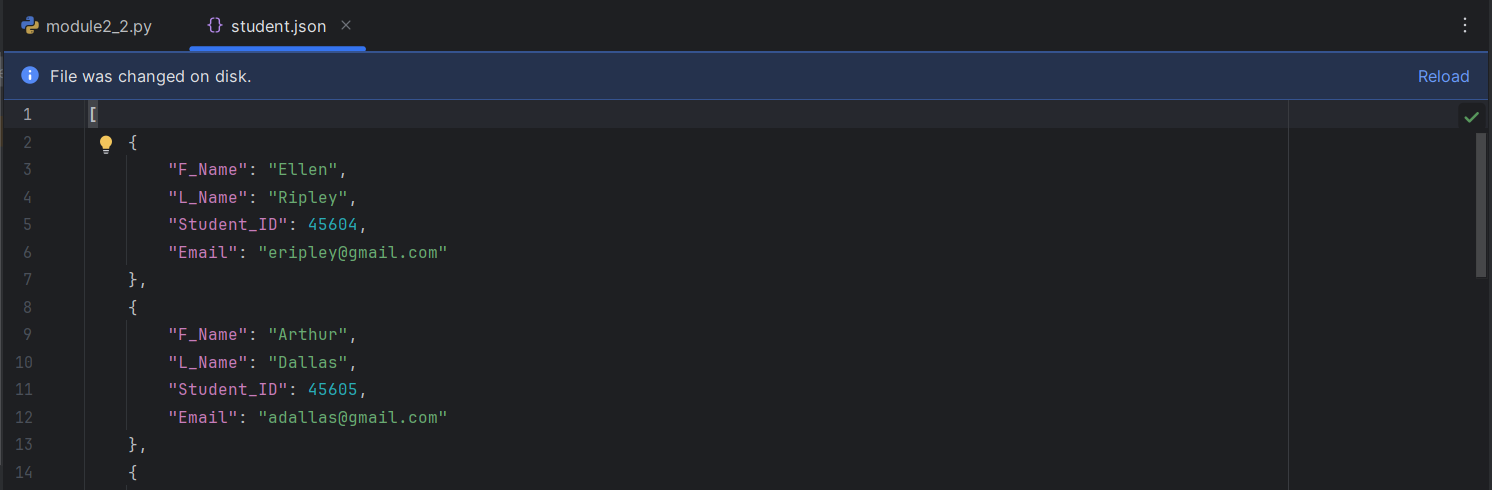 module2_2.py {} student.json ×
File was changed on disk. Reload
1 [
2 {
3 "F_Name": "Ellen",
4 "L_Name": "Ripley",
5 "Student_ID": 45604,
6 "Email": "eripley@gmail.com"
7 },
8 {
9 "F_Name": "Arthur",
10 "L_Name": "Dallas",
11 "Student_ID": 45605,
12 "Email": "adallas@gmail.com"
13 },
14 {